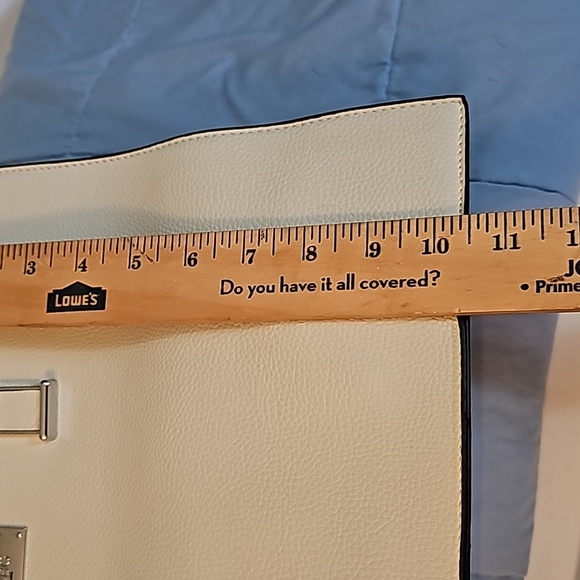 3 4 5 6 7 8 9 10 11
LOWE'S
Do you have it all covered?
• Prime